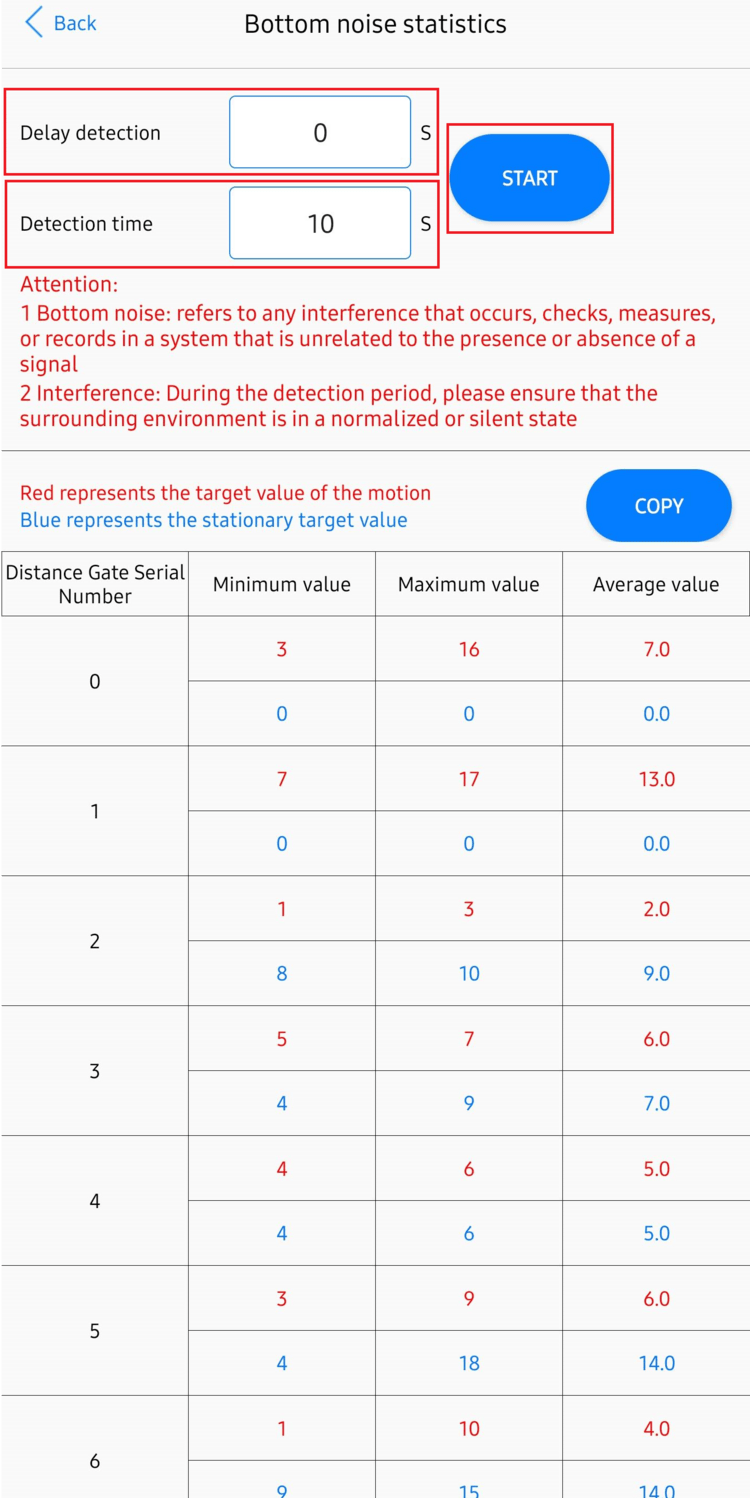 Back
Bottom noise statistics
Delay detection 0 S
START
Detection time 10 S
Attention:
1 Bottom noise: refers to any interference that occurs, checks, measures,
or records in a system that is unrelated to the presence or absence of a
signal
2 Interference: During the detection period, please ensure that the
surrounding environment is in a normalized or silent state
Red represents the target value of the motion
Blue represents the stationary target value
COPY
Distance Gate Serial
Number
Minimum value
Maximum value
Average value
0
3 16 7.0
0 0 0.0
1
7 17 13.0
0 0 0.0
2
1 3 2.0
8 10 9.0
3
5 7 6.0
4 9 7.0
4
4 6 5.0
4 6 5.0
5
3 9 6.0
4 18 14.0
6
1 10 4.0
9 15 14.0